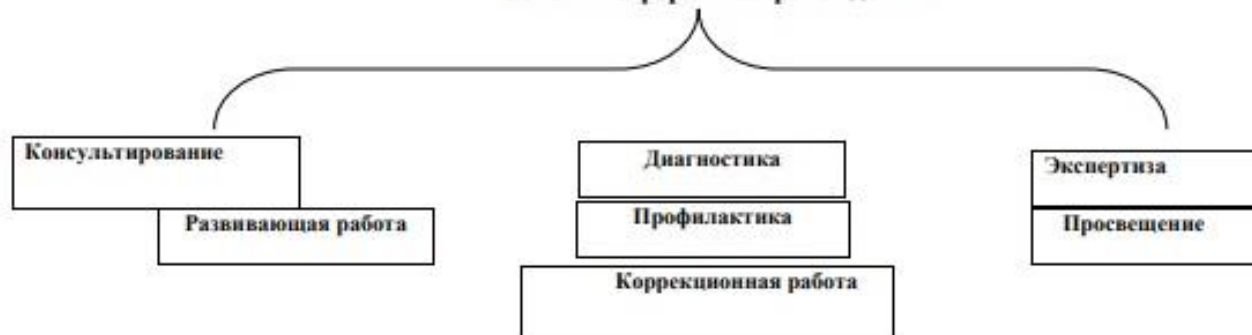 Консультирование
Диагностика
Экспертиза
Развивающая работа
Профилактика
Просвещение
Коррекционная работа